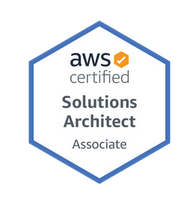 aws
certified
Solutions
Architect
Associate